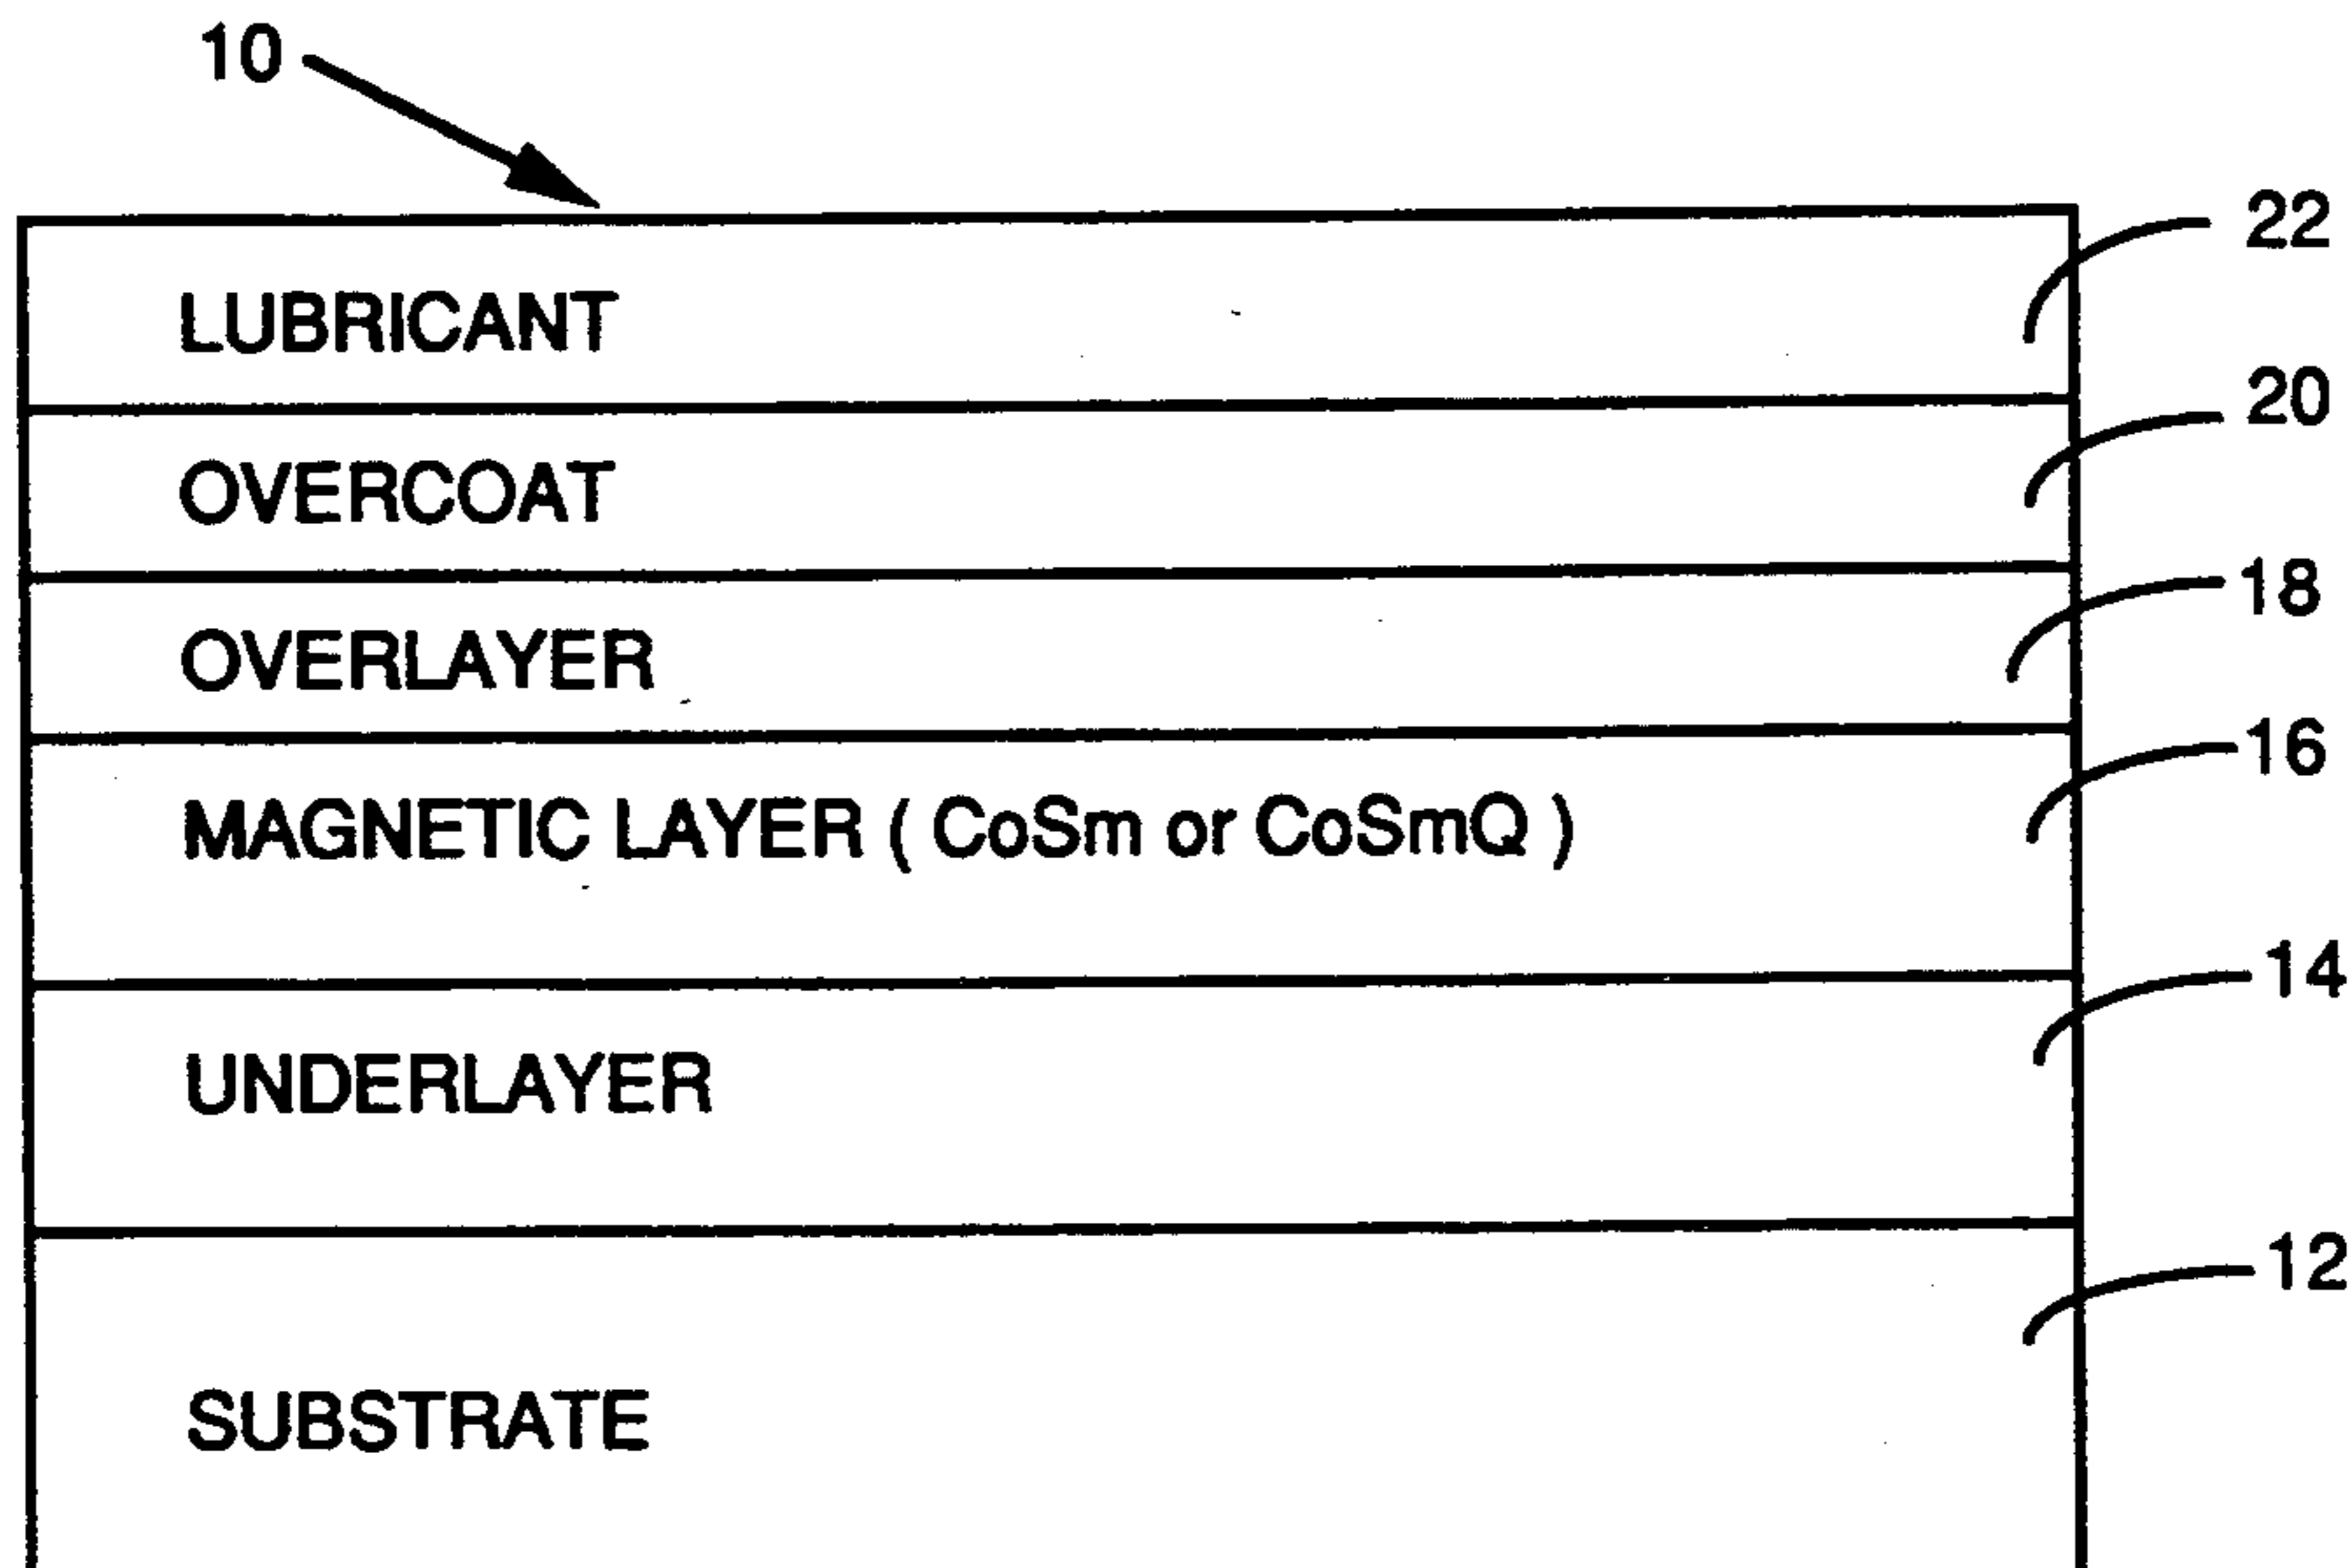 10
22
LUBRICANT
20
OVERCOAT
18
OVERLAYER
16
MAGNETIC LAYER ( CoSm or CoSmQ )
14
UNDERLAYER
12
SUBSTRATE